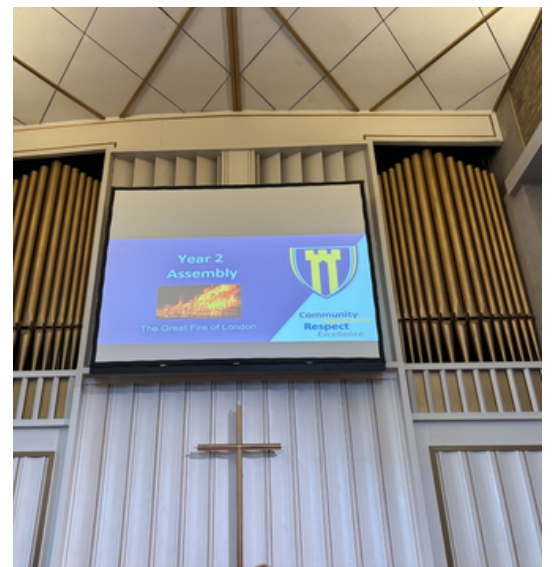 Year 2
Assembly
The Great Fire of London
Community
Respect
Excellence